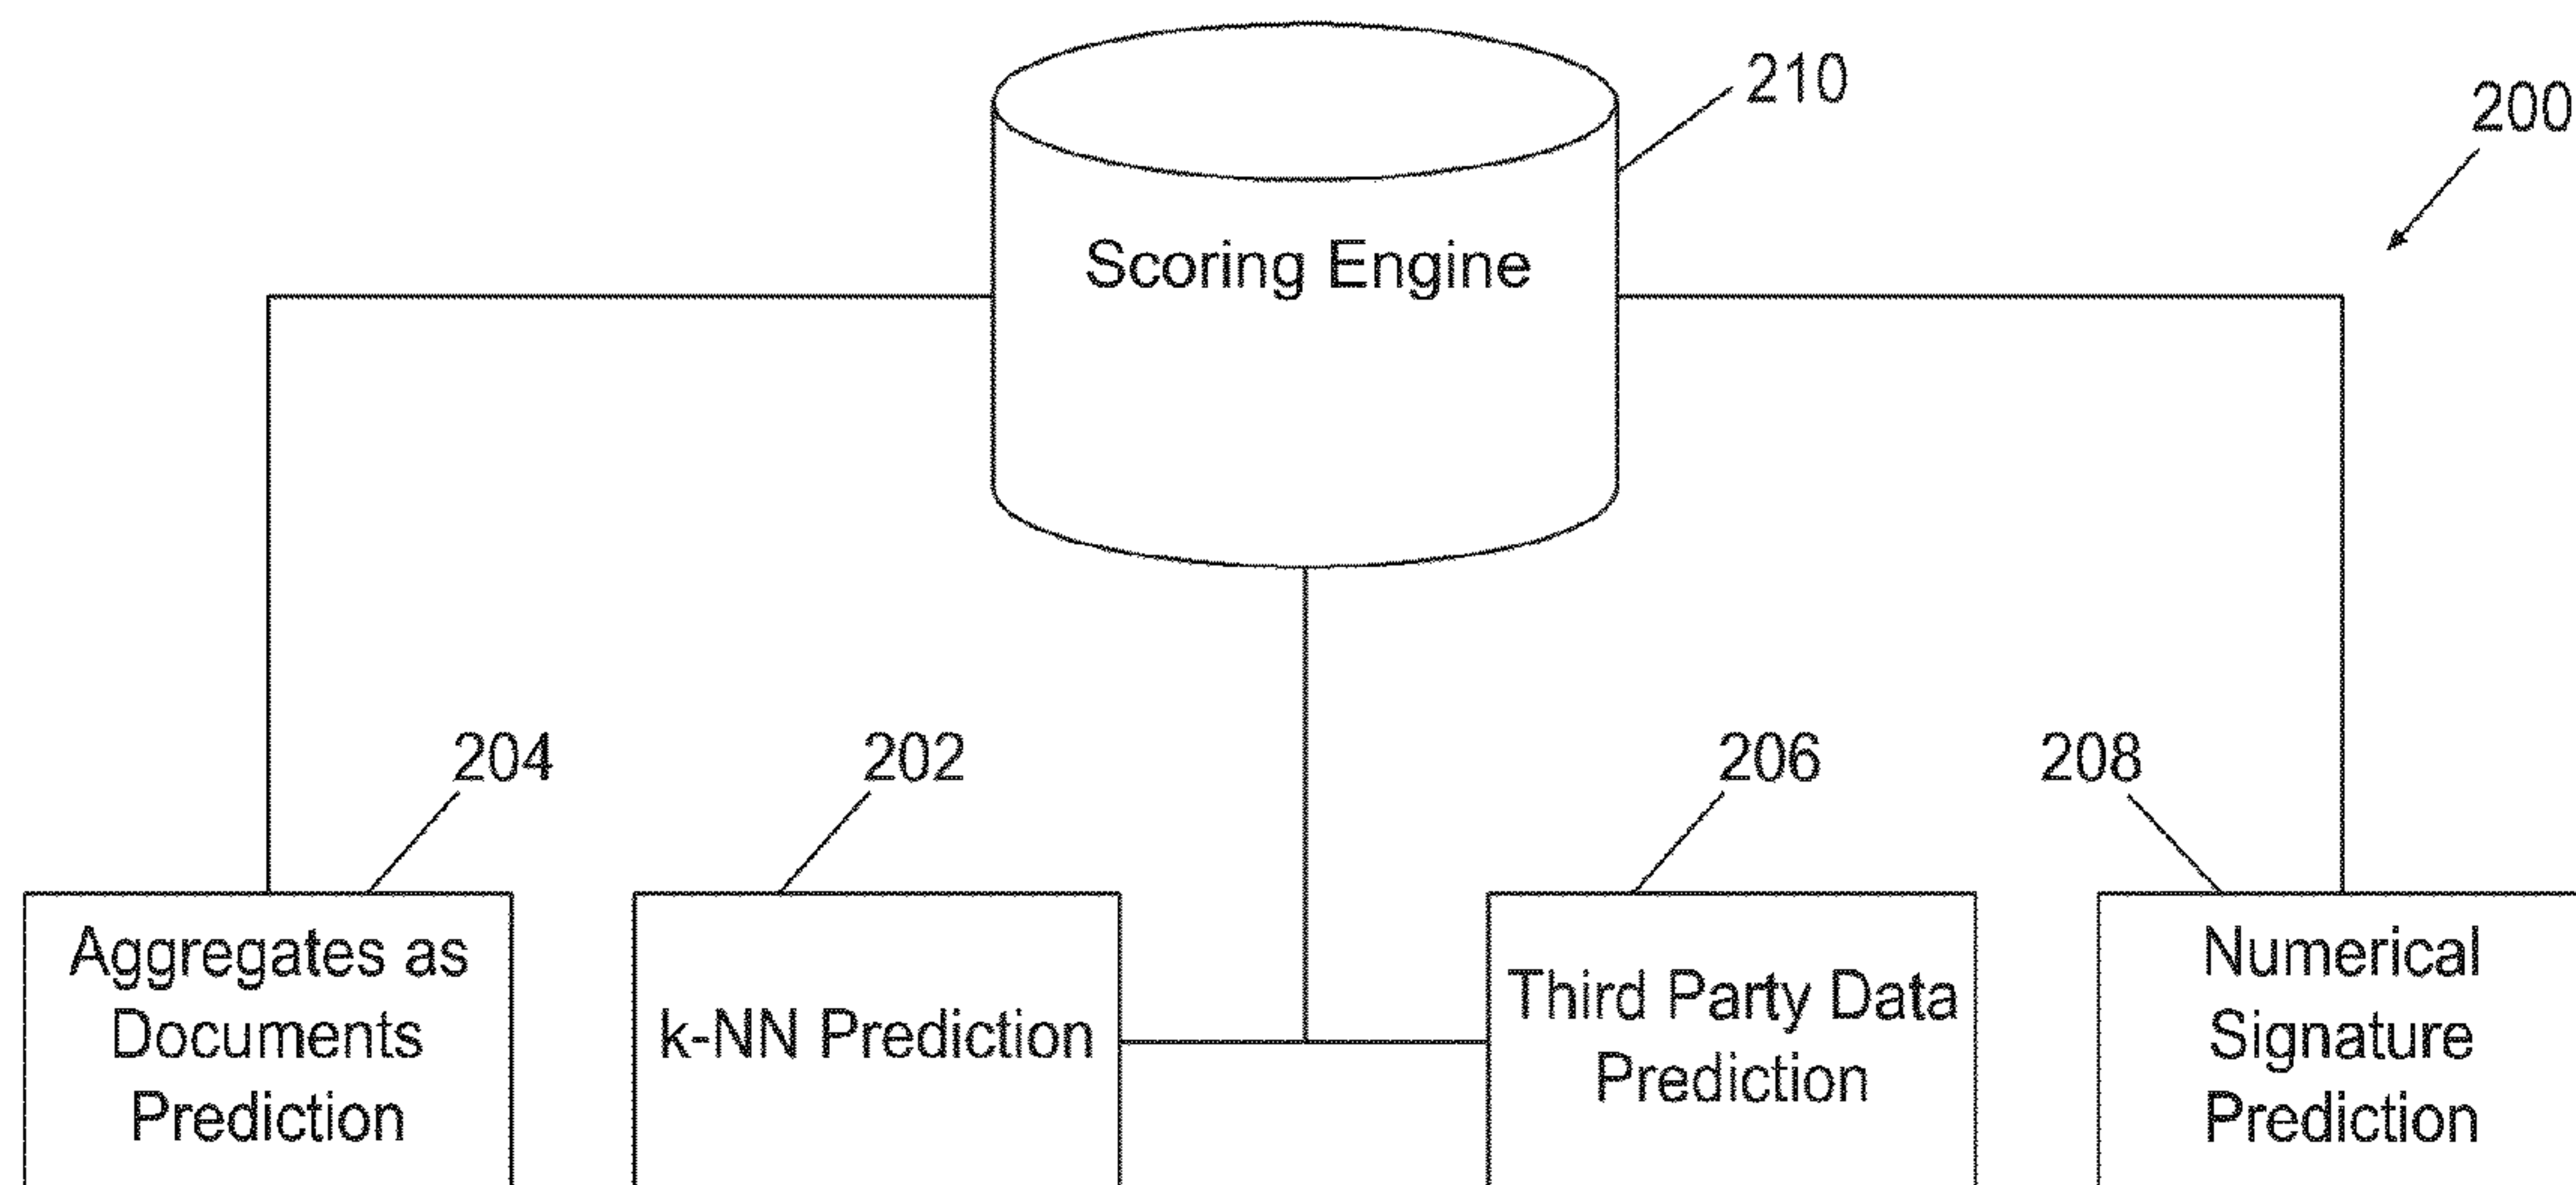 210
200
Scoring Engine
204
202
206
208
Aggregates as
Documents
Prediction
k-NN Prediction
Third Party Data
Prediction
Numerical
Signature
Prediction